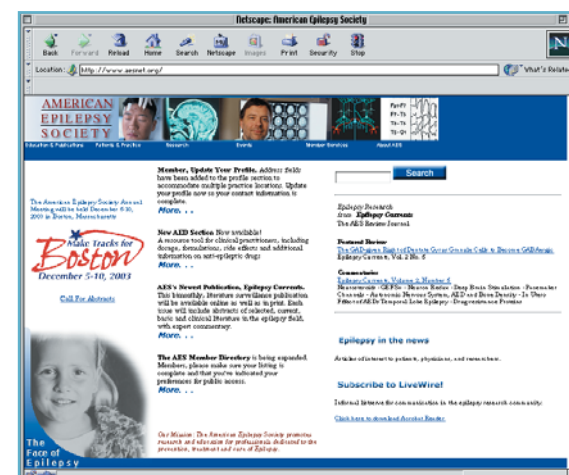 Netscape: American Epilepsy Society
Back Forward Reload Home Search Netscape Images Print Security Stop
Location: http://www.aesnet.org/
What's Relate
AMERICAN
EPILEPSY
SOCIETY
Education & Publications Patients & Practice Research Events Member Services About AES
The American Epilepsy Society Annual
Meeting will be held December 5-10,
2003 in Boston, Massachusetts
Make Tracks for
Boston
December 5-10, 2003
Call For Abstracts
The
Face of
Epilepsy
Member, Update Your Profile. Address fields
have been added to the profile section to
accommodate multiple practice locations. Update
your profile now so your contact information is
complete.
More. . .
New AED Section Now available!
A resource tool for clinical practitioners, including
dosage, formulations, side effects and additional
information on anti-epileptic drugs
More. . .
AES's Newest Publication, Epilepsy Currents.
This bimonthly, literature surveillance publication
will be available online as well as in print. Each
issue will include abstracts of selected, current,
basic and clinical literature in the epilepsy field,
with expert commentary.
More. . .
The AES Member Directory is being expanded.
Members, please make sure your listing is
complete and that you've indicated your
preferences for public access.
More. . .
Our Mission: The American Epilepsy Society promotes
research and education for professionals dedicated to the
prevention, treatment and cure of Epilepsy.
Search
Epilepsy Research
from Epilepsy Currents
The AES Review Journal
Featured Review
Epilepsy Currents, Vol. 2 No. 5
Commentaries
Epilepsy Currents, Volume 2, Number 5
Epilepsy in the news
Articles of interest to patients, physicians, and researchers.
Subscribe to LiveWire!
Informal listserve for communication in the epilepsy research community.
Click here to download Acrobat Reader.